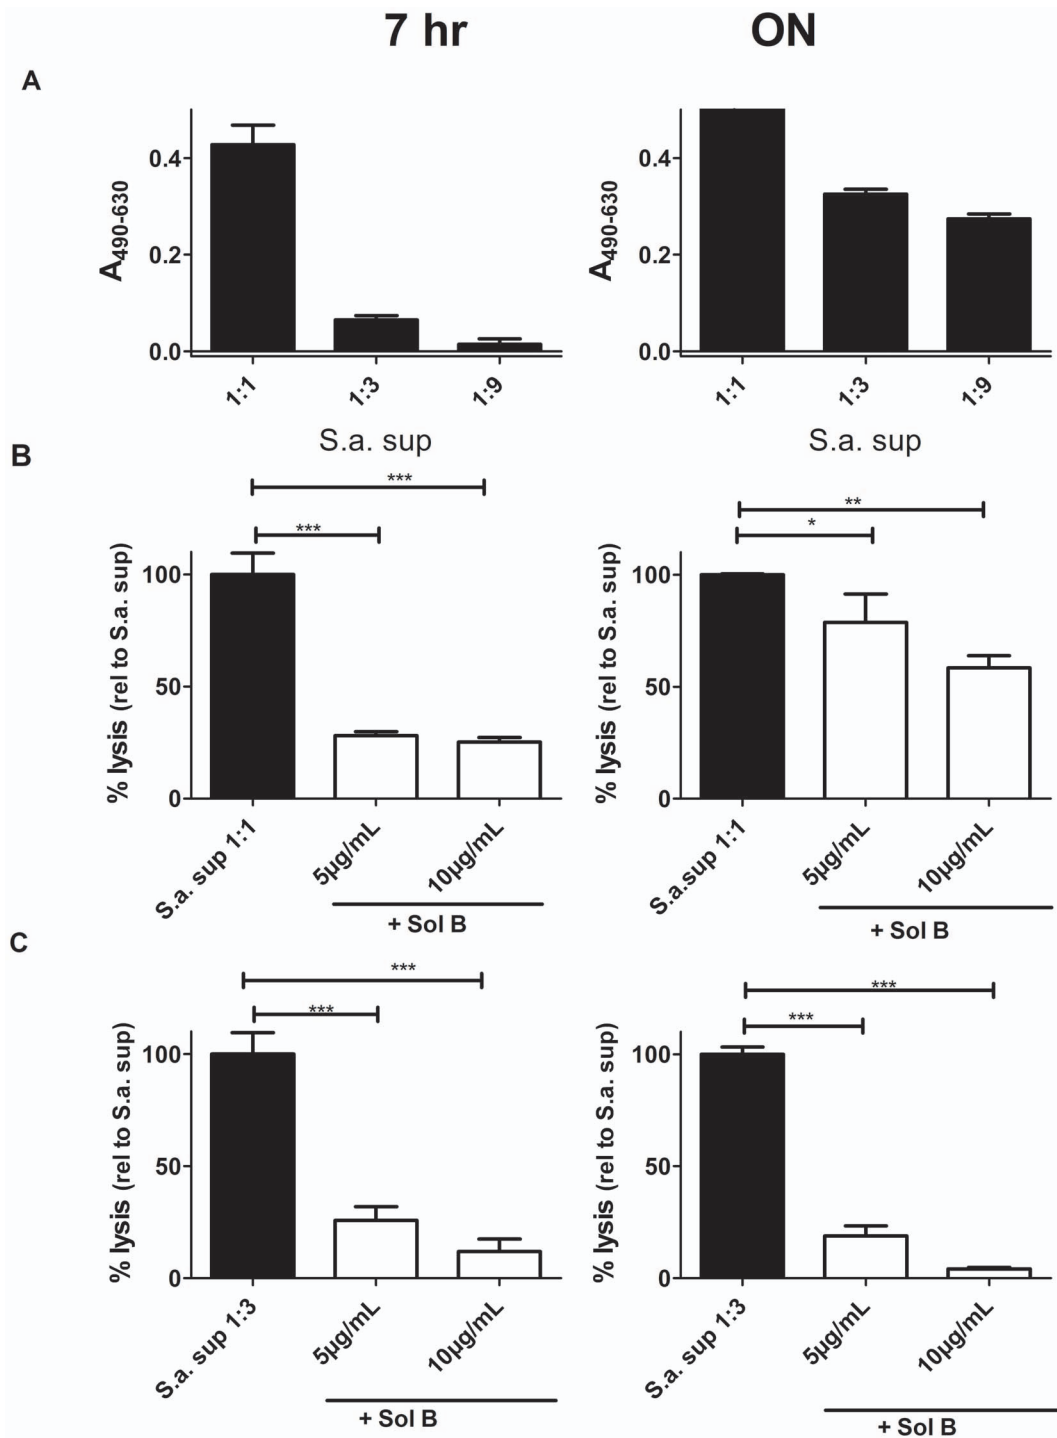 7 hr ON
A
A490-630
0.4
0.2
0.0
1:1 1:3 1:9
S.a. sup
A490-630
0.4
0.2
0.0
1:1 1:3 1:9
S.a. sup
B
***
***
% lysis (rel to S.a. sup)
100
50
0
S.a. sup 1:1 5µg/mL 10µg/mL
+ Sol B
**
*
% lysis (rel to S.a. sup)
100
50
0
S.a.sup 1:1 5µg/mL 10µg/mL
+ Sol B
C
***
***
% lysis (rel to S.a. sup)
100
50
0
S.a. sup 1:3 5µg/mL 10µg/mL
+ Sol B
***
***
% lysis (rel to S.a. sup)
100
50
0
S.a. sup 1:3 5µg/mL 10µg/mL
+ Sol B